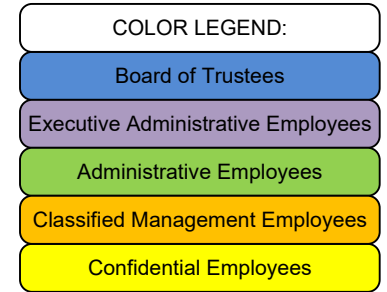 COLOR LEGEND:
Board of Trustees
Executive Administrative Employees
Administrative Employees
Classified Management Employees
Confidential Employees